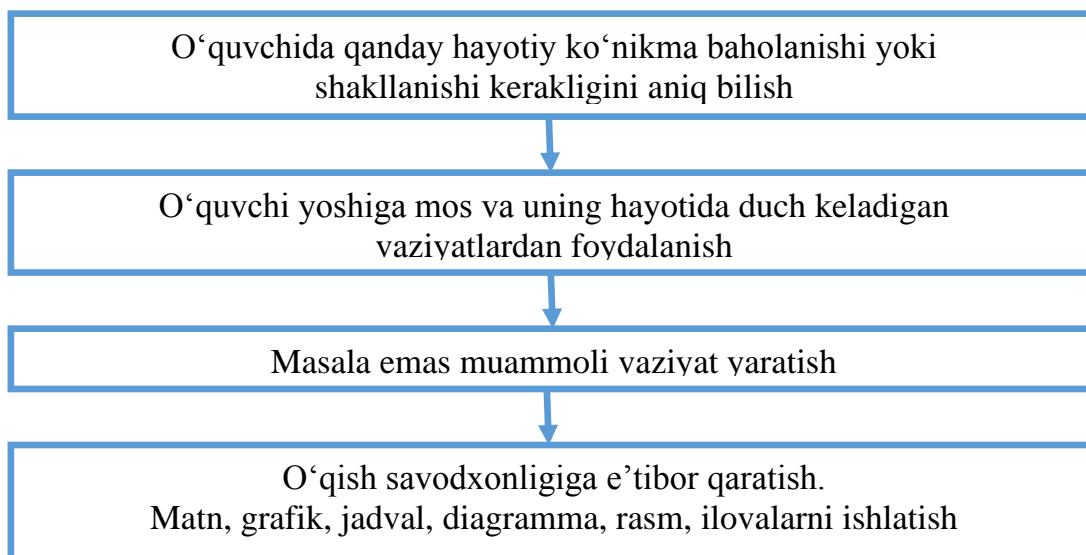 O‘quvchida qanday hayotiy ko‘nikma baholanishi yoki
shakllanishi kerakligini aniq bilish
O‘quvchi yoshiga mos va uning hayotida duch keladigan
vaziyatlardan foydalanish
Masala emas muammoli vaziyat yaratish
O‘qish savodxonligiga e’tibor qaratish.
Matn, grafik, jadval, diagramma, rasm, ilovalarni ishlatish